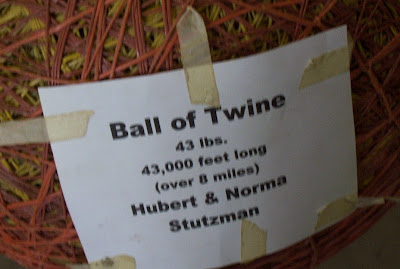 Ball of Twine
43 lbs.
43,000 feet long
(over 8 miles)
Hubert & Norma
Stutzman